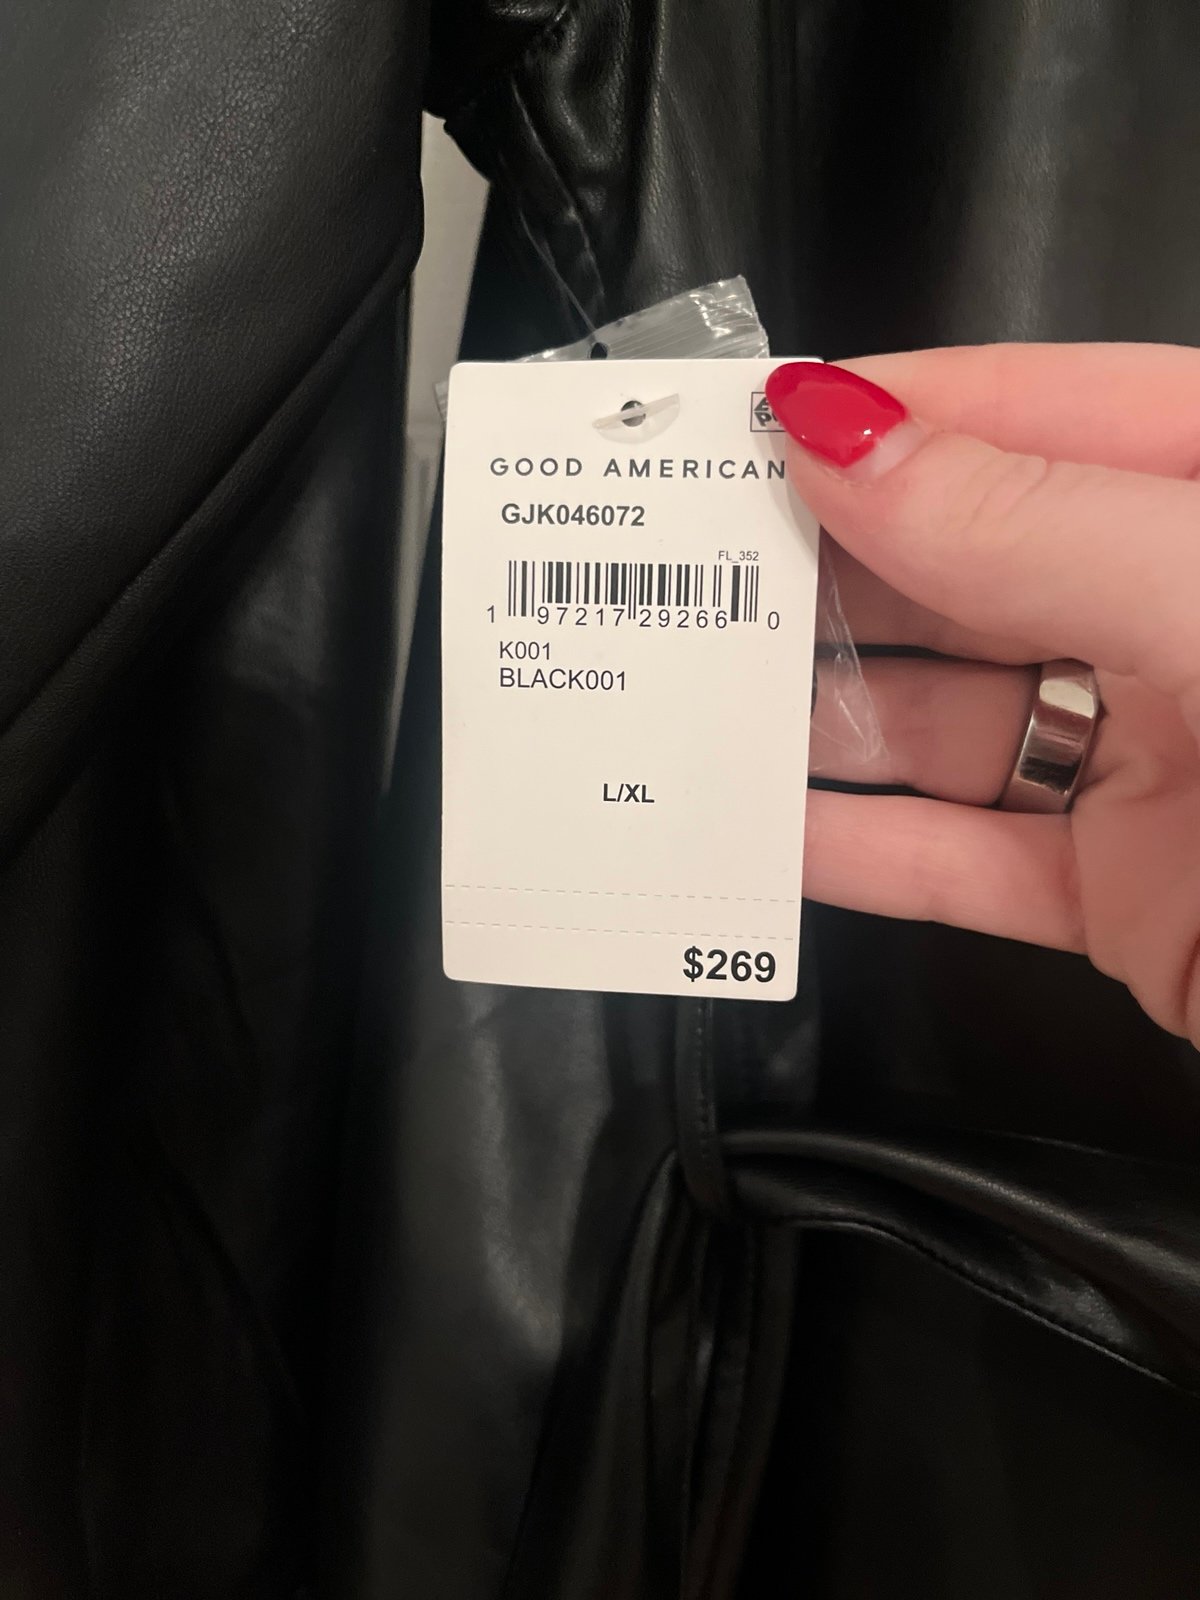 GOOD AMERICAN
GJK046072
FL_352
1 97217 29266 0
K001
BLACK001
L/XL
$269